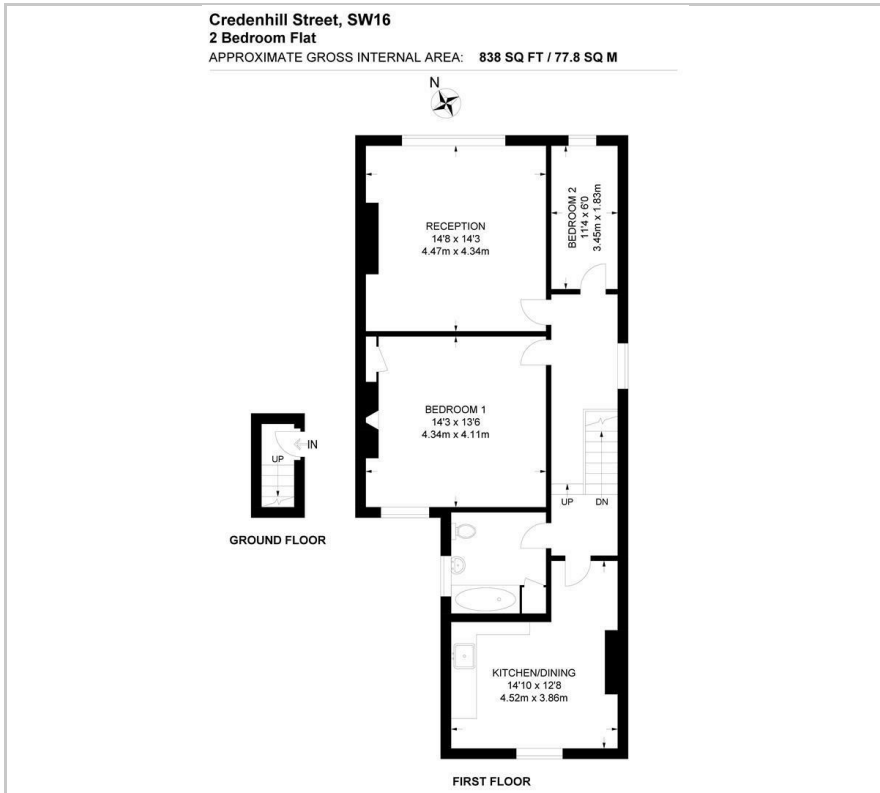 Credenhill Street, SW16
2 Bedroom Flat
APPROXIMATE GROSS INTERNAL AREA: 838 SQ FT / 77.8 SQ M
N
RECEPTION
14'8 x 14'3
4.47m x 4.34m
BEDROOM 2
11'4 x 6'0
3.45m x 1.83m
BEDROOM 1
14'3 x 13'6
4.34m x 4.11m
IN
UP
GROUND FLOOR
UP DN
KITCHEN/DINING
14'10 x 12'8
4.52m x 3.86m
FIRST FLOOR